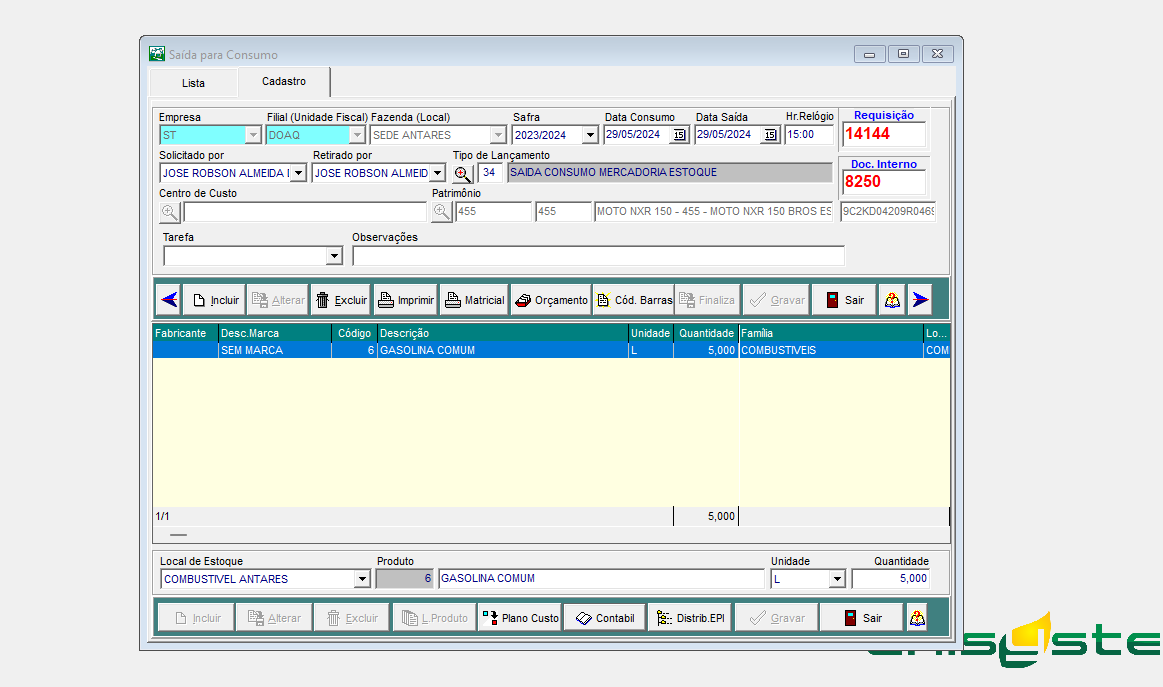 Saída para Consumo
Lista Cadastro
Empresa Filial (Unidade Fiscal) Fazenda (Local) Safra Data Consumo Data Saída Hr.Relógio Requisição
ST DOAQ SEDE ANTARES 2023/2024 29/05/2024 15 29/05/2024 15 15:00 14144
Solicitado por Retirado por Tipo de Lançamento Doc. Interno
JOSE ROBSON ALMEIDA JOSE ROBSON ALMEID 34 SAIDA CONSUMO MERCADORIA ESTOQUE 8250
Centro de Custo Patrimônio
455 455 MOTO NXR 150 - 455 - MOTO NXR 150 BROS ES 9C2KD04209R0469
Tarefa Observações
Incluir Alterar Excluir Imprimir Matricial Orçamento Cód. Barras Finaliza Gravar Sair
Fabricante Desc.Marca Código Descrição Unidade Quantidade Família Lo...
SEM MARCA 6 GASOLINA COMUM L 5,000 COMBUSTIVEIS COM
1/1 5,000
Local de Estoque Produto Unidade Quantidade
COMBUSTIVEL ANTARES 6 GASOLINA COMUM L 5,000
Incluir Alterar Excluir L.Produto Plano Custo Contabil Distrib.EPI Gravar Sair